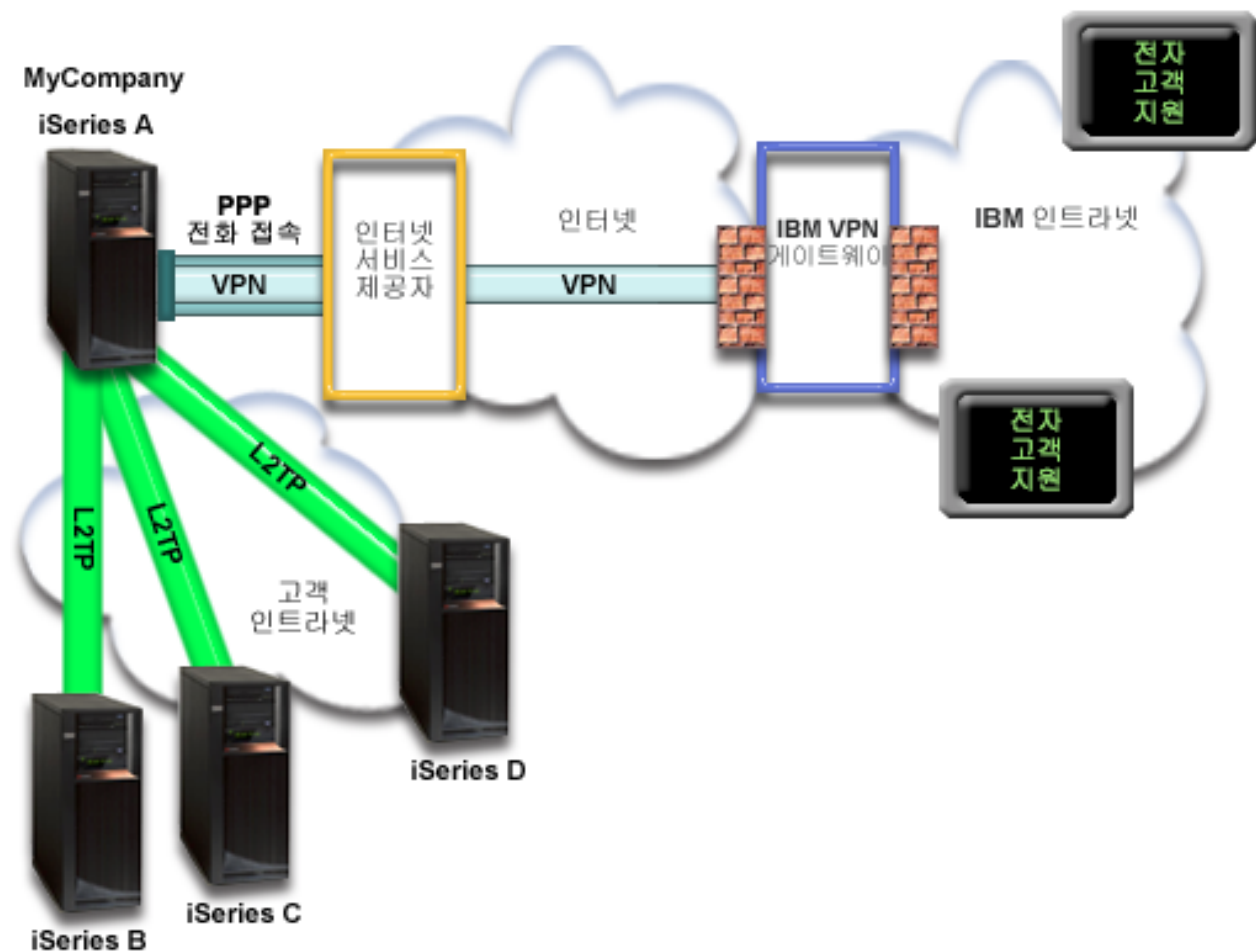 MyCompany
iSeries A
PPP
전화 접속
VPN
인터넷
서비스
제공자
인터넷
VPN
IBM VPN
게이트웨이
IBM 인트라넷
전자
고객
지원
전자
고객
지원
L2TP
L2TP
L2TP
고객
인트라넷
iSeries D
iSeries C
iSeries B